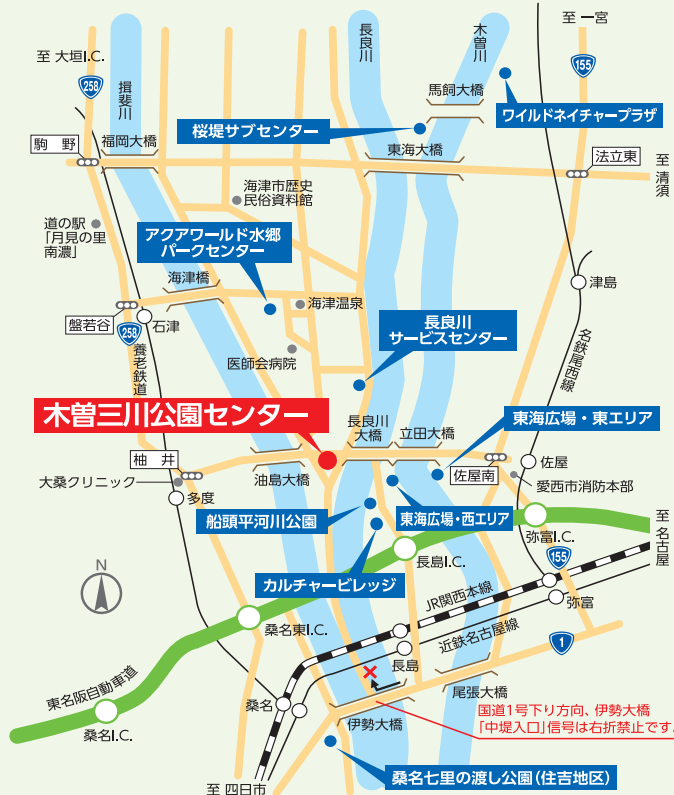 至 一宮
長良川
木曽川
155
至 大垣I.C.
258
揖斐川
馬飼大橋
ワイルドネイチャープラザ
桜堤サブセンター
駒 野
福岡大橋
東海大橋
法立東
至 清須
海津市歴史
民俗資料館
道の駅
「月見の里
南濃」
アクアワールド水郷
パークセンター
海津橋
津島
海津温泉
盤若谷
石津
258
長良川
サービスセンター
名鉄尾西線
養老鉄道
医師会病院
木曽三川公園センター
長良川
大橋
立田大橋
東海広場・東エリア
柚 井
油島大橋
佐屋南
佐屋
大桑クリニック
愛西市消防本部
多度
船頭平河川公園
東海広場・西エリア
弥富I.C.
至 名古屋
長島I.C.
155
カルチャービレッジ
N
JR関西本線
弥富
桑名東I.C.
近鉄名古屋線
1
長島
東名阪自動車道
桑名
尾張大橋
国道1号下り方向、伊勢大橋
「中堤入口」信号は右折禁止です。
伊勢大橋
桑名I.C.
桑名七里の渡し公園(住吉地区)
至 四日市